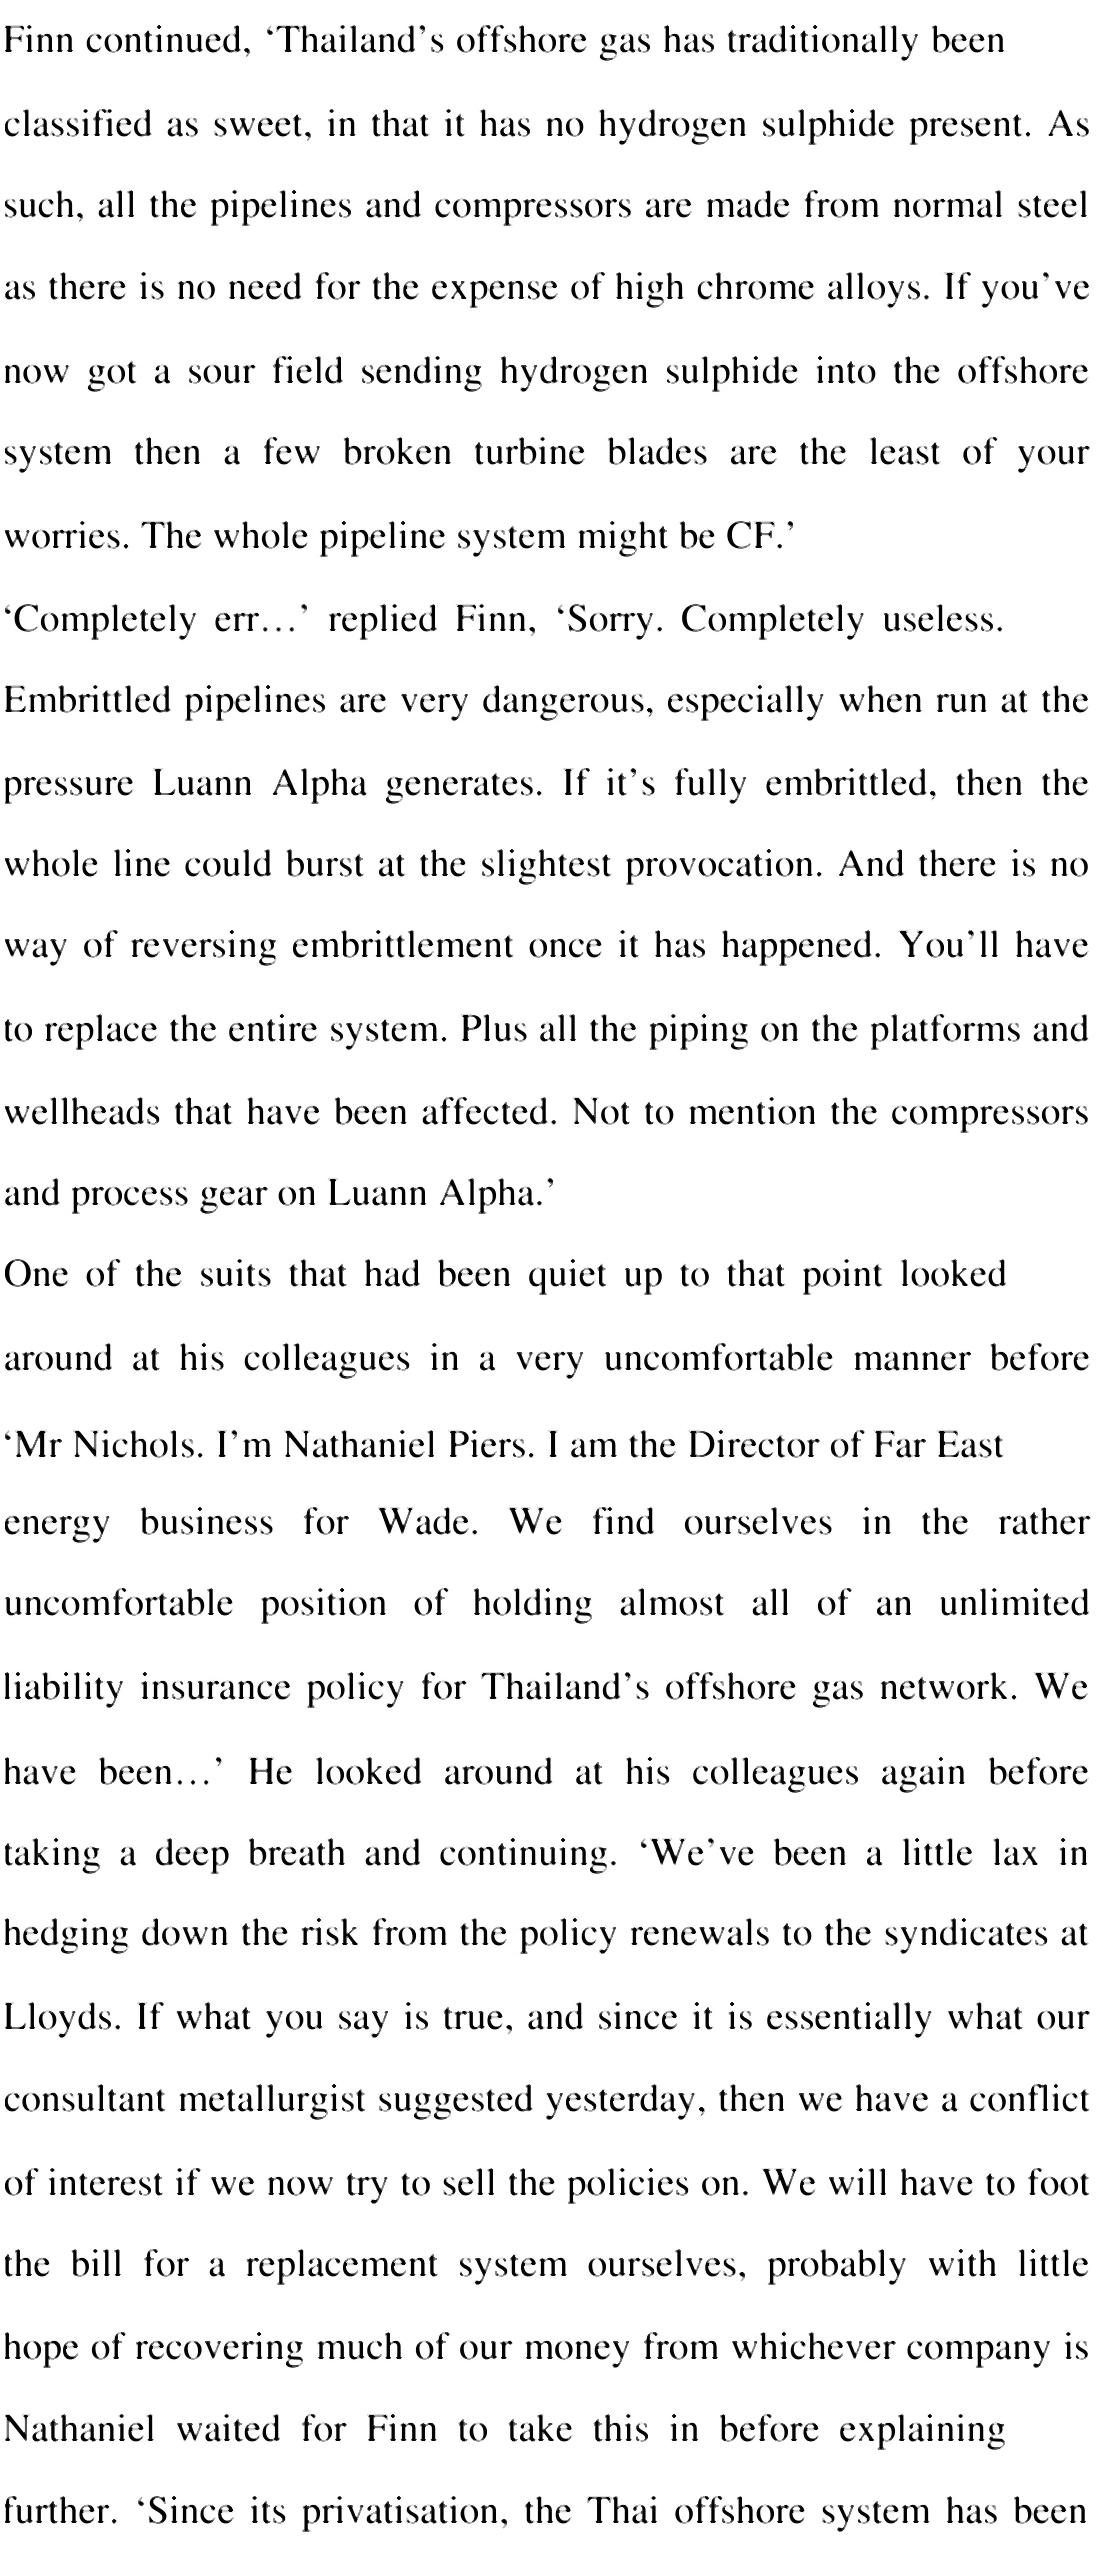 Finn continued, ‘Thailand’s offshore gas has traditionally been
classified as sweet, in that it has no hydrogen sulphide present. As
such, all the pipelines and compressors are made from normal steel
as there is no need for the expense of high chrome alloys. If you’ve
now got a sour field sending hydrogen sulphide into the offshore
system then a few broken turbine blades are the least of your
worries. The whole pipeline system might be CF.’
‘Completely err…’ replied Finn, ‘Sorry. Completely useless.
Embrittled pipelines are very dangerous, especially when run at the
pressure Luann Alpha generates. If it’s fully embrittled, then the
whole line could burst at the slightest provocation. And there is no
way of reversing embrittlement once it has happened. You’ll have
to replace the entire system. Plus all the piping on the platforms and
wellheads that have been affected. Not to mention the compressors
and process gear on Luann Alpha.’
One of the suits that had been quiet up to that point looked
around at his colleagues in a very uncomfortable manner before
‘Mr Nichols. I’m Nathaniel Piers. I am the Director of Far East
energy business for Wade. We find ourselves in the rather
uncomfortable position of holding almost all of an unlimited
liability insurance policy for Thailand’s offshore gas network. We
have been…’ He looked around at his colleagues again before
taking a deep breath and continuing. ‘We’ve been a little lax in
hedging down the risk from the policy renewals to the syndicates at
Lloyds. If what you say is true, and since it is essentially what our
consultant metallurgist suggested yesterday, then we have a conflict
of interest if we now try to sell the policies on. We will have to foot
the bill for a replacement system ourselves, probably with little
hope of recovering much of our money from whichever company is
Nathaniel waited for Finn to take this in before explaining
further. ‘Since its privatisation, the Thai offshore system has been